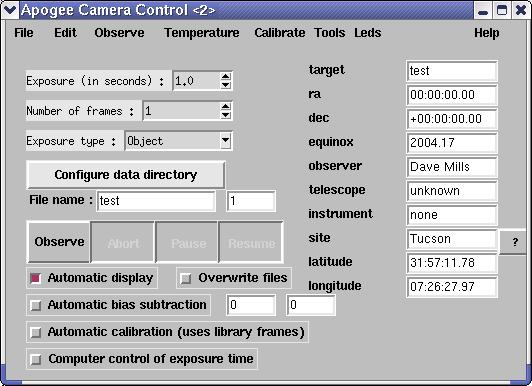 Apogee Camera Control <2>
File Edit Observe Temperature Calibrate Tools Leds Help
Exposure (in seconds) : 1.0
Number of frames : 1
Exposure type : Object
Configure data directory
File name : test 1
Observe Abort Pause Resume
Automatic display Overwrite files
Automatic bias subtraction 0 0
Automatic calibration (uses library frames)
Computer control of exposure time
target test
ra 00:00:00.00
dec +00:00:00.00
equinox 2004.17
observer Dave Mills
telescope unknown
instrument none
site Tucson ?
latitude 31:57:11.78
longitude 07:26:27.97